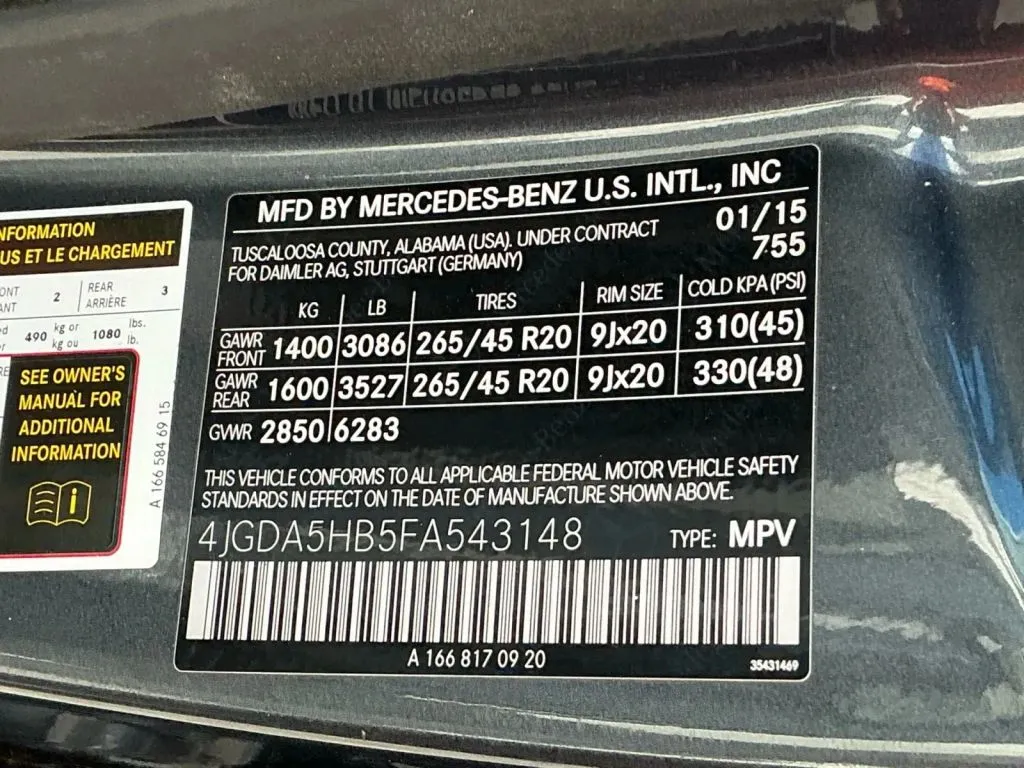 MFD BY MERCEDES-BENZ U.S. INTL., INC
TUSCALOOSA COUNTY, ALABAMA (USA). UNDER CONTRACT
FOR DAIMLER AG, STUTTGART (GERMANY)
01/15
755
KG LB TIRES RIM SIZE COLD KPA (PSI)
GAWR FRONT 1400 3086 265/45 R20 9Jx20 310(45)
GAWR REAR 1600 3527 265/45 R20 9Jx20 330(48)
GVWR 2850 6283
THIS VEHICLE CONFORMS TO ALL APPLICABLE FEDERAL MOTOR VEHICLE SAFETY
STANDARDS IN EFFECT ON THE DATE OF MANUFACTURE SHOWN ABOVE.
4JGDA5HB5FA543148 TYPE: MPV
A 166 817 09 20
35431469
NFORMATION
US ET LE CHARGEMENT
ONT 2 REAR 3
ANT ARRIÈRE
490 kg or 1080 lbs.
kg ou lb.
SEE OWNER'S
MANUAL FOR
ADDITIONAL
INFORMATION
A 166 584 69 15